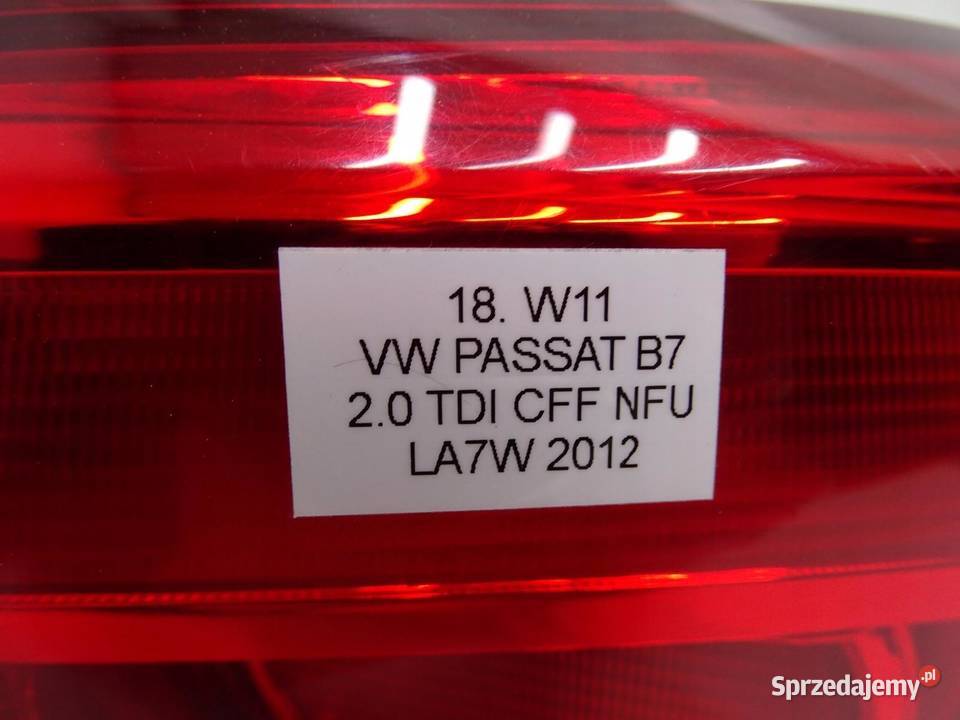 18. W11
VW PASSAT B7
2.0 TDI CFF NFU
LA7W 2012
Sprzedajemy.pl